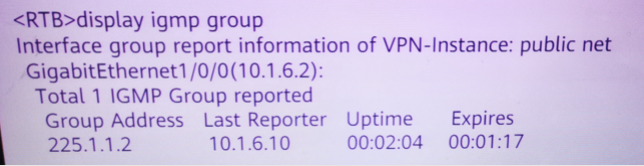 <RTB>display igmp group
Interface group report information of VPN-Instance: public net
GigabitEthernet1/0/0(10.1.6.2):
Total 1 IGMP Group reported
Group Address Last Reporter Uptime Expires
225.1.1.2 10.1.6.10 00:02:04 00:01:17